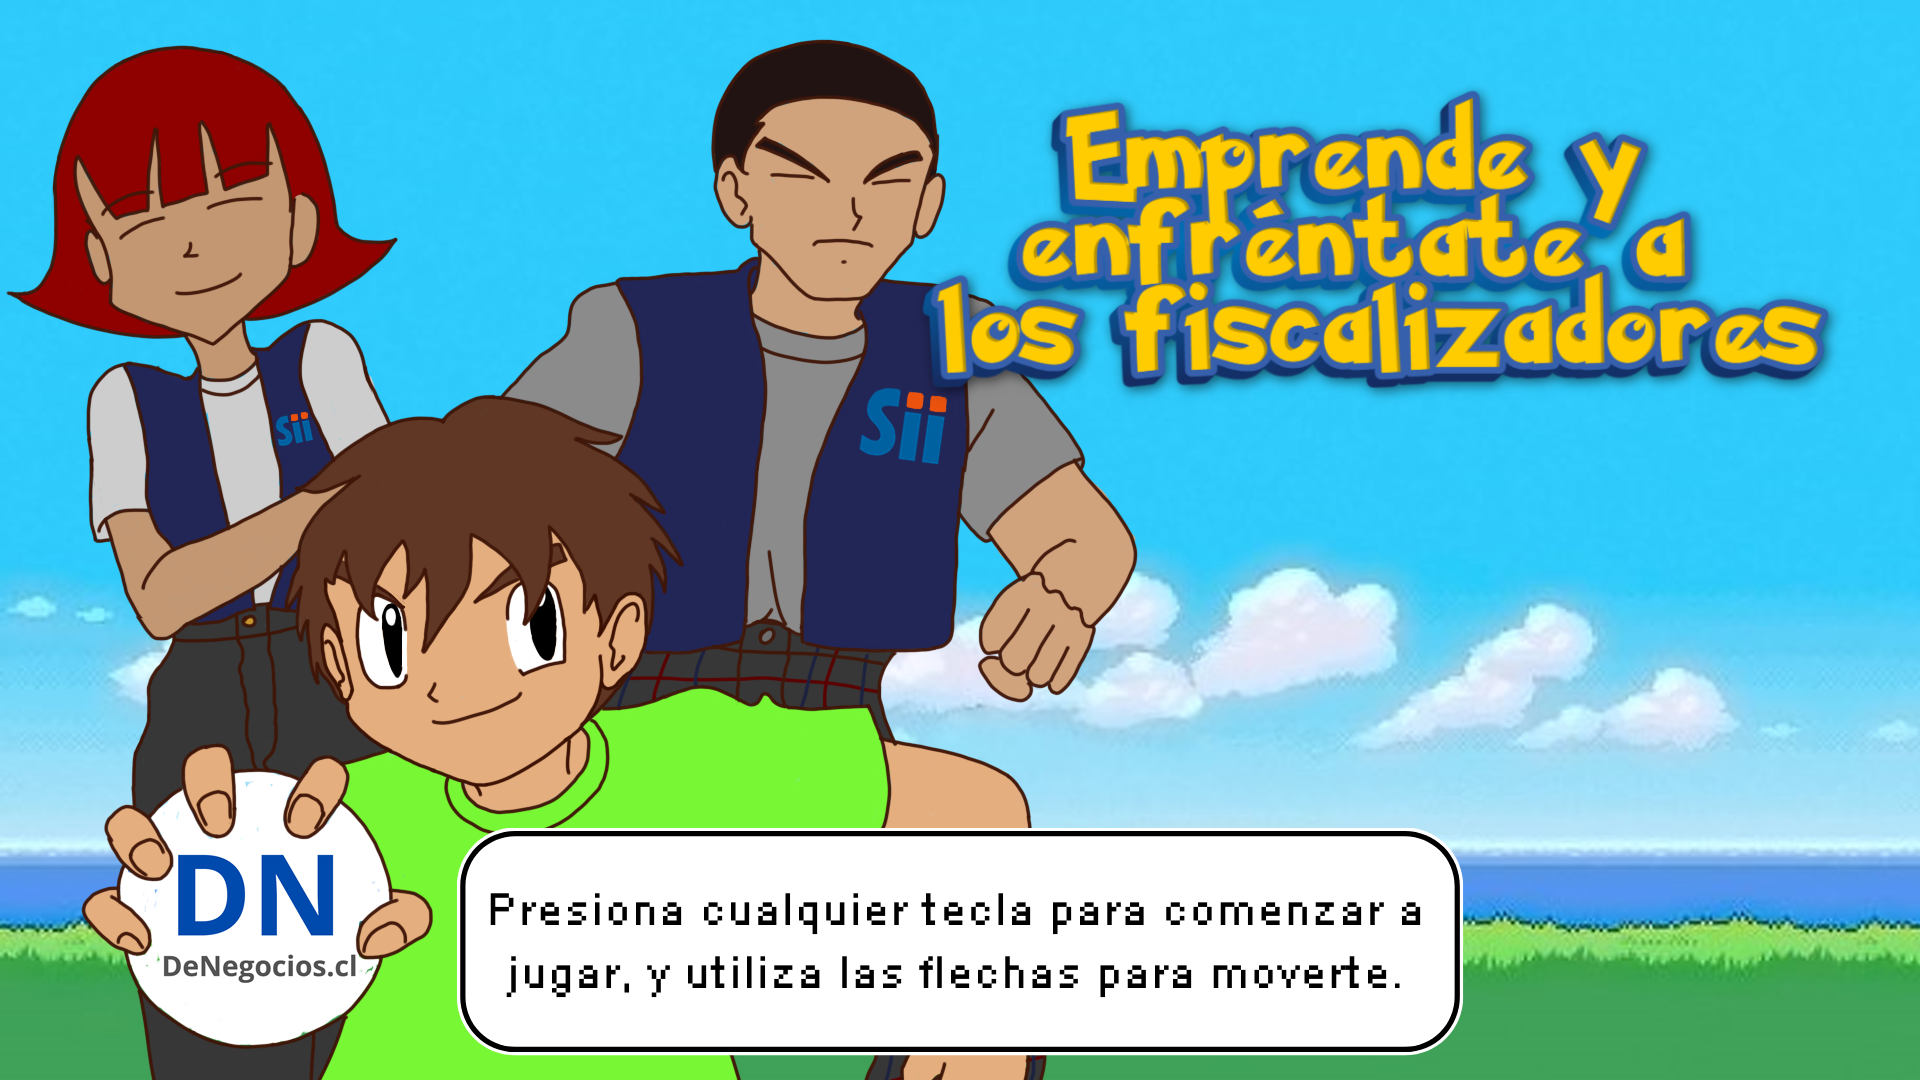 Emprende y
enfréntate a
los fiscalizadores
sii
sii
DN
DeNegocios.cl
Presiona cualquier tecla para comenzar a
jugar, y utiliza las flechas para moverte.